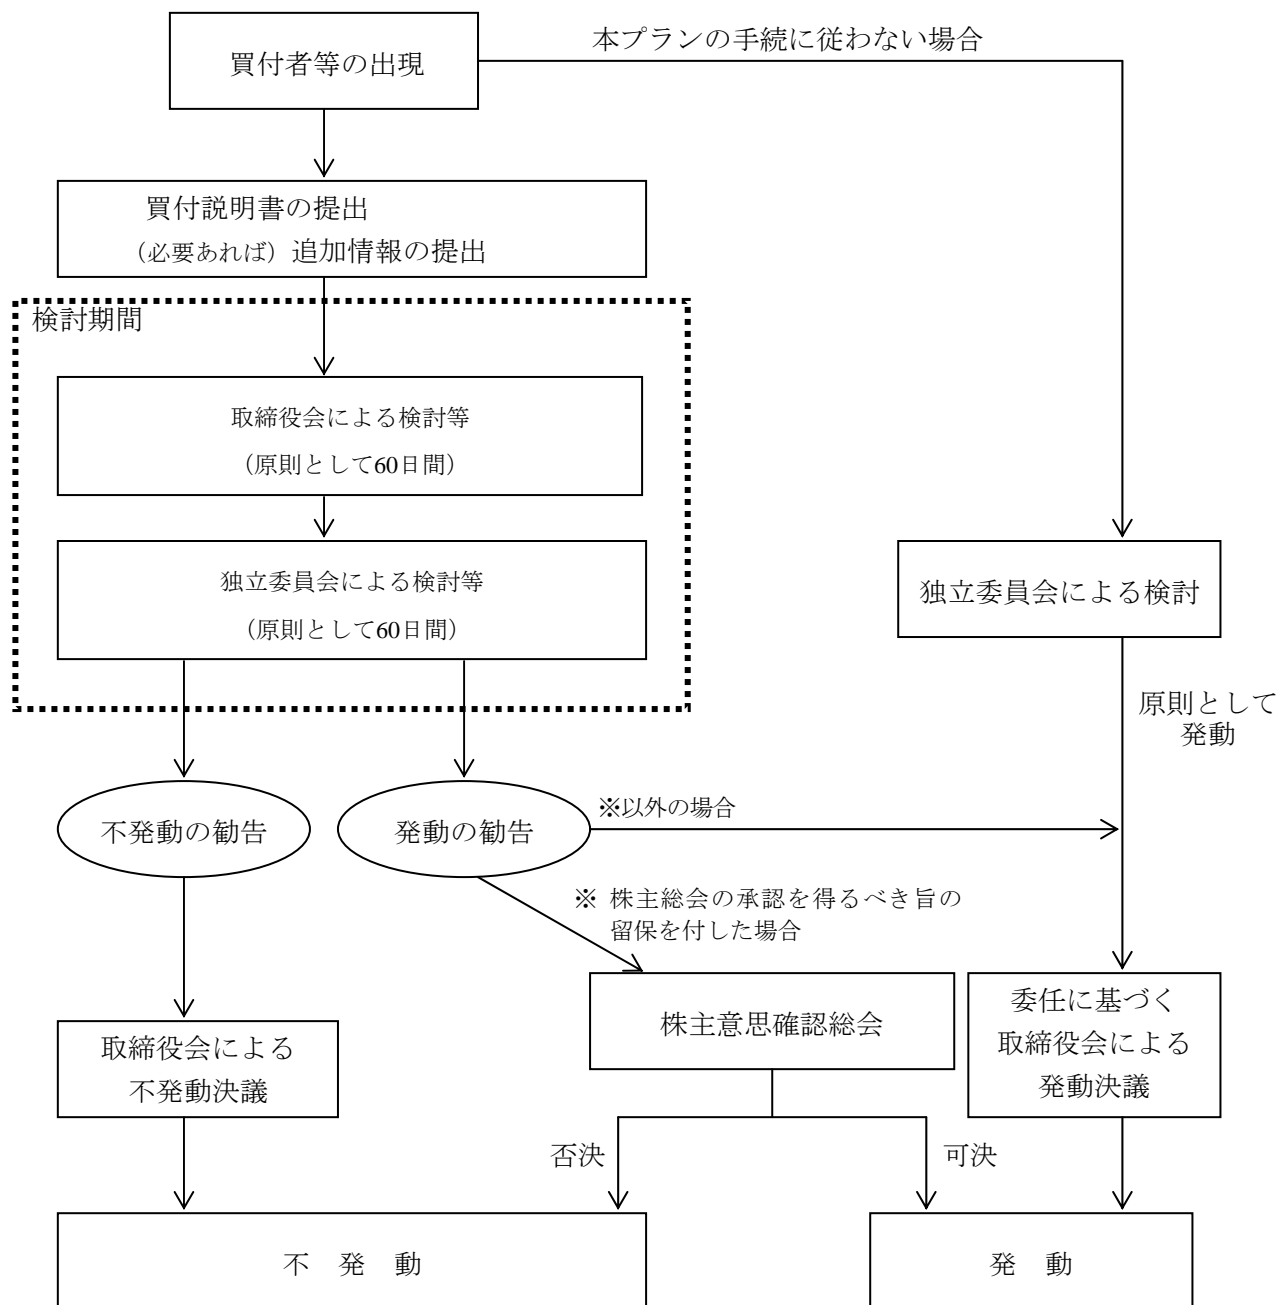 本プランの手続に従わない場合
買付者等の出現
買付説明書の提出
（必要あれば）追加情報の提出
検討期間
取締役会による検討等
（原則として60日間）
独立委員会による検討等
（原則として60日間）
独立委員会による検討
原則として
発動
不発動の勧告
発動の勧告
※以外の場合
※ 株主総会の承認を得るべき旨の
留保を付した場合
株主意思確認総会
委任に基づく
取締役会による
発動決議
取締役会による
不発動決議
否決
可決
不　発　動
発　動